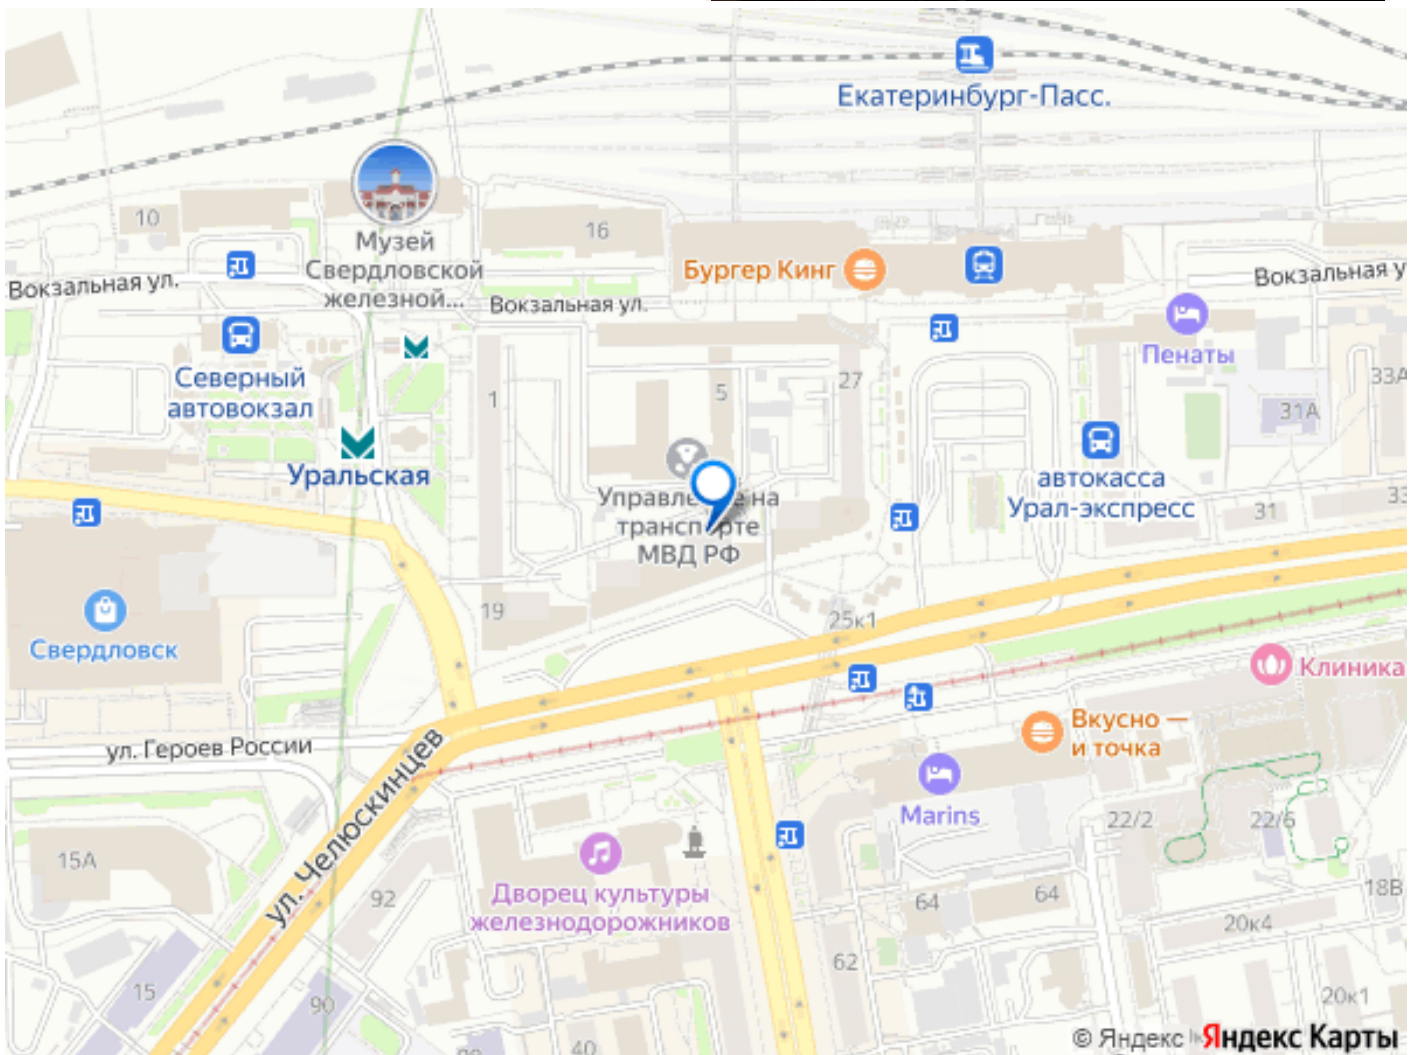 Екатеринбург-Пасс.
10
16
Музей
Свердловской
железной...
Бургер Кинг
Вокзальная ул.
Вокзальная ул.
Вокзальная у
Пенаты
Северный
автовокзал
1
5
27
33А
31А
Уральская
автокасса
Урал-экспресс
Управле е на
транспорте
МВД РФ
31
33
Свердловск
19
25к1
Клиника
ул. Героев России
ул. Челюскинцев
Вкусно —
и точка
Marins
22/2
22/6
15А
Дворец культуры
железнодорожников
92
64
64
18В
20к4
62
15
90
20к1
40
© Яндекс
Яндекс Карты